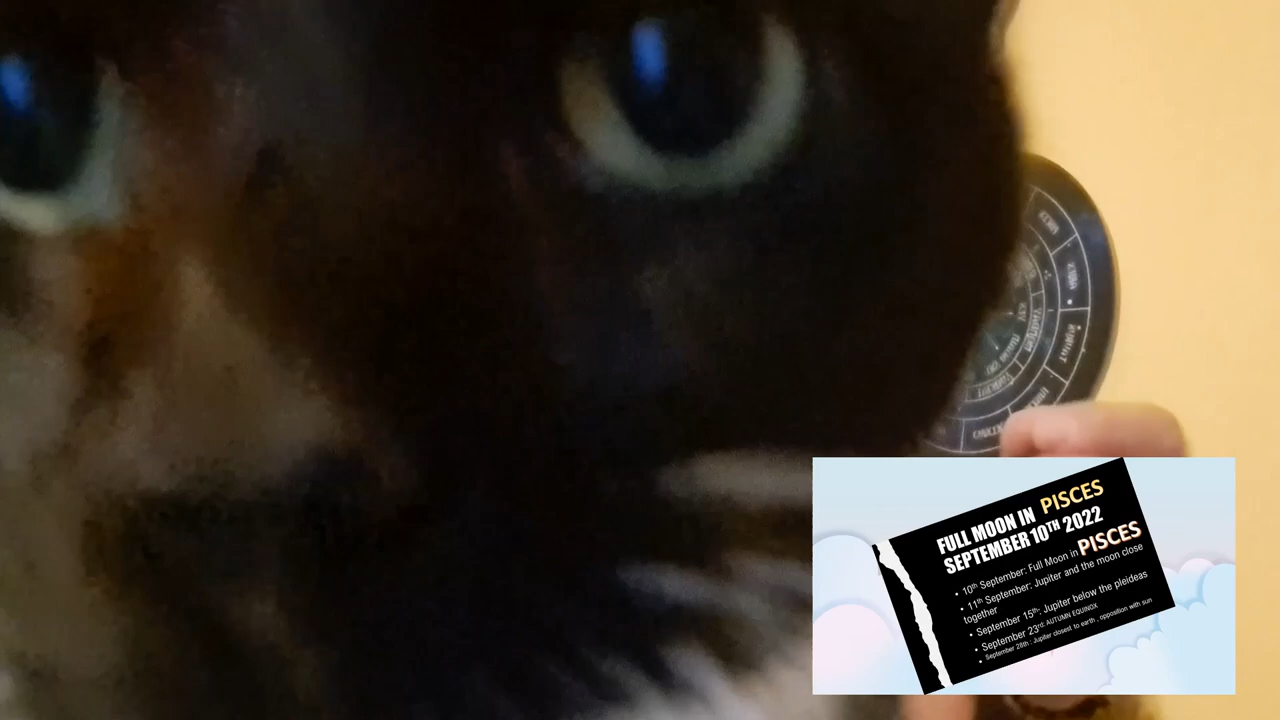 FULL MOON IN PISCES
SEPTEMBER 10TH 2022
PISCES
• 10th September: Full Moon in
• 11th September: Jupiter and the moon close
together
• September 15th: Jupiter below the pleideas
• September 23rd: AUTUMN EQUINOX
• September 28th : Jupiter closest to earth , opposition with sun